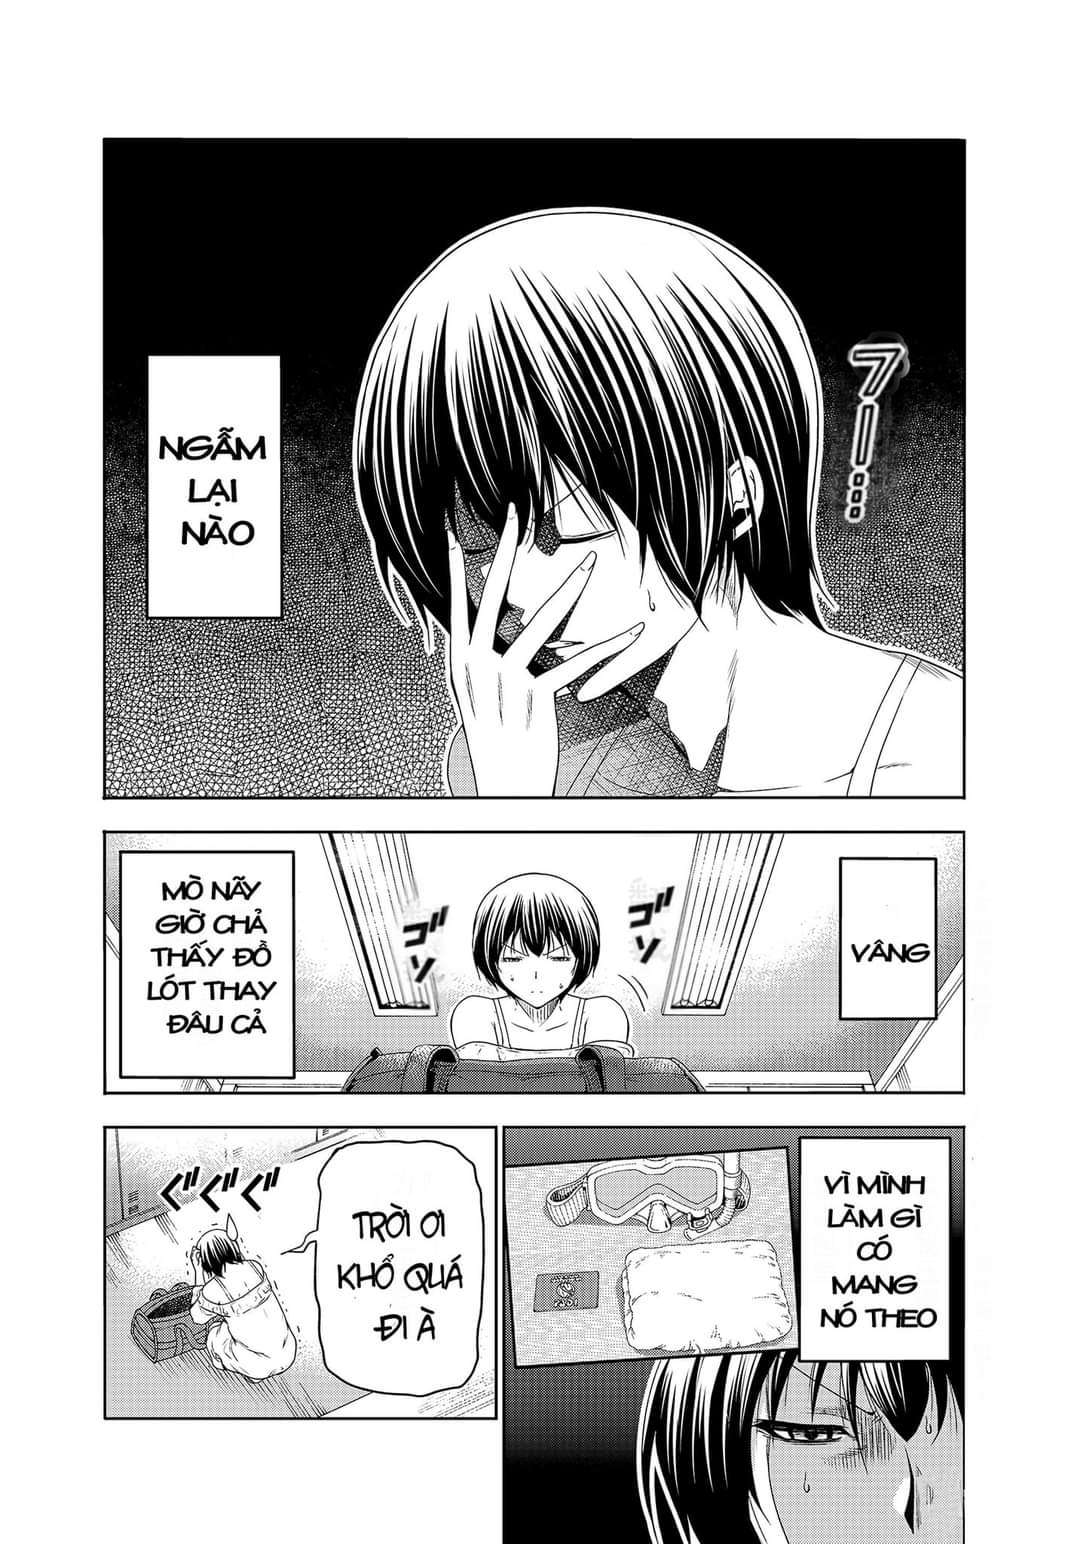 フー……
NGẪM
LẠI
NÀO
VÂNG
ゴソ
ゴソ
MÒ NÃY
GIỜ CHẢ
THẤY ĐỒ
LÓT THAY
ĐÂU CẢ
VÌ MÌNH
LÀM GÌ
CÓ
MANG
NÓ THEO
TRỜI ƠI
KHỔ QUÁ
ĐI À
ぐぐぐ